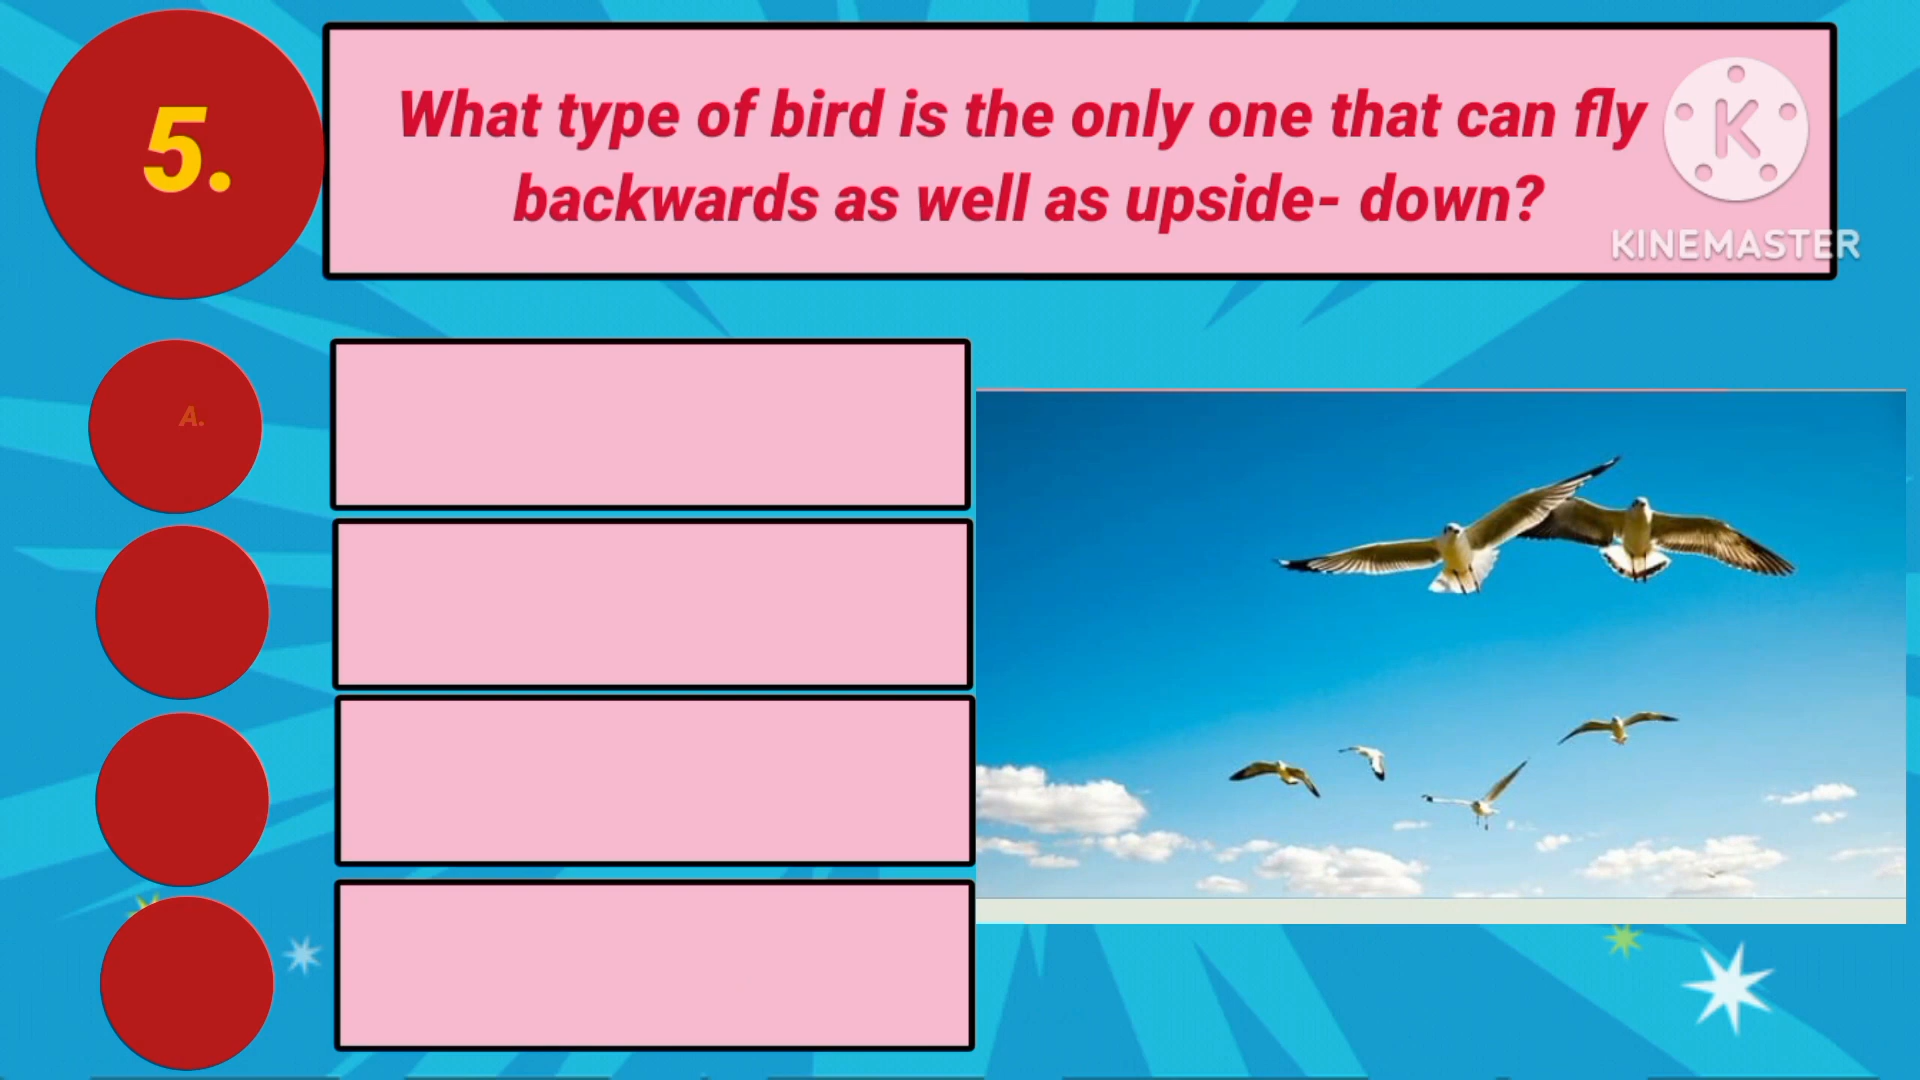 5.
What type of bird is the only one that can fly
backwards as well as upside- down?
K
KINEMASTER
A.